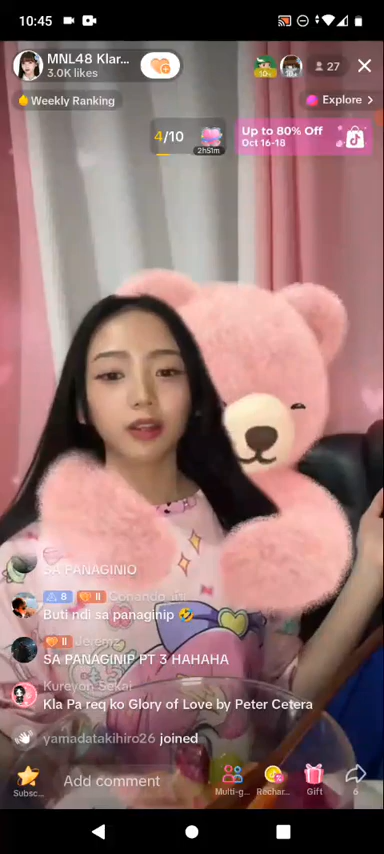 10:45
MNL48 Klar...
3.0K likes
27
Weekly Ranking
Explore
4/10
2h51m
Up to 80% Off
Oct 16-18
SA PANAGINIP
8 II
Buti ndi sa panaginip 🤣
II Jeremz
SA PANAGINIP PT 3 HAHAHA
Kureyon Sekai
Kla Pa req ko Glory of Love by Peter Cetera
yamadatakihiro26 joined
Add comment
Subsc...
Multi-g...
Rechar...
Gift
6